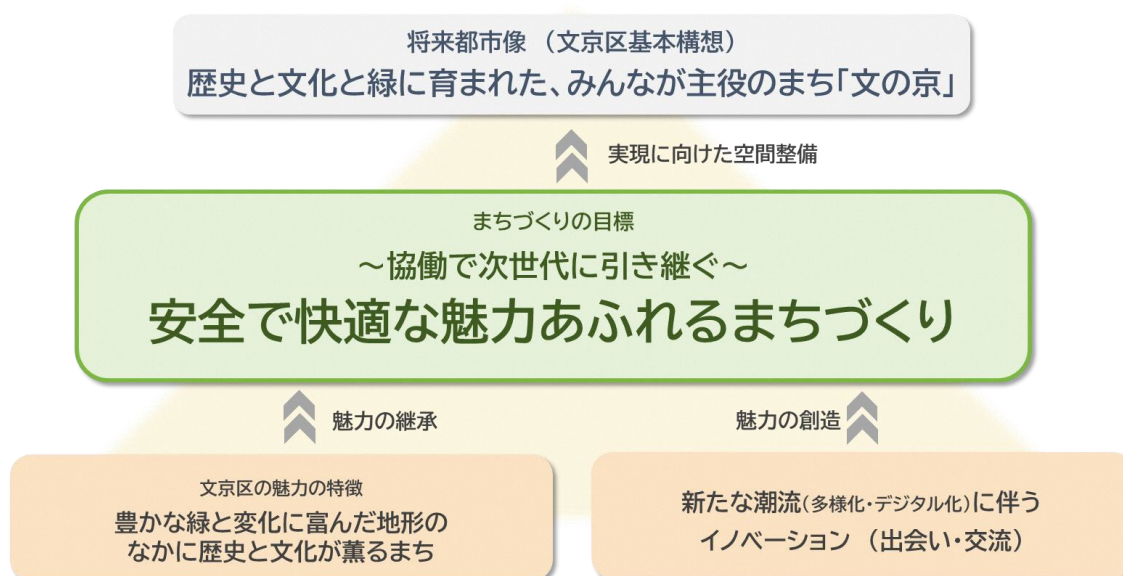 将来都市像 （文京区基本構想）
歴史と文化と緑に育まれた、みんなが主役のまち「文の京」
実現に向けた空間整備
まちづくりの目標
～協働で次世代に引き継ぐ～
安全で快適な魅力あふれるまちづくり
魅力の継承
魅力の創造
文京区の魅力の特徴
豊かな緑と変化に富んだ地形の
なかに歴史と文化が薫るまち
新たな潮流(多様化・デジタル化)に伴う
イノベーション （出会い・交流）